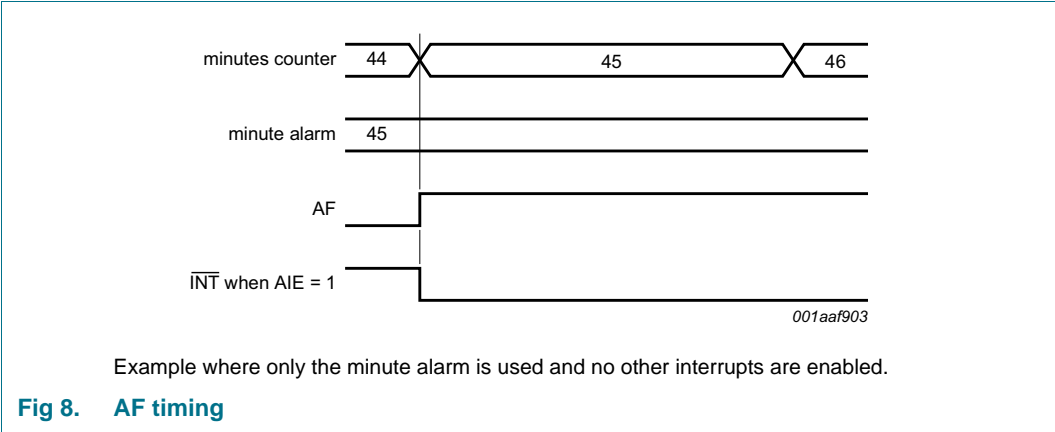 minutes counter 44 45 46
minute alarm 45
AF
INT when AIE = 1
001aaf903
Example where only the minute alarm is used and no other interrupts are enabled.
Fig 8. AF timing